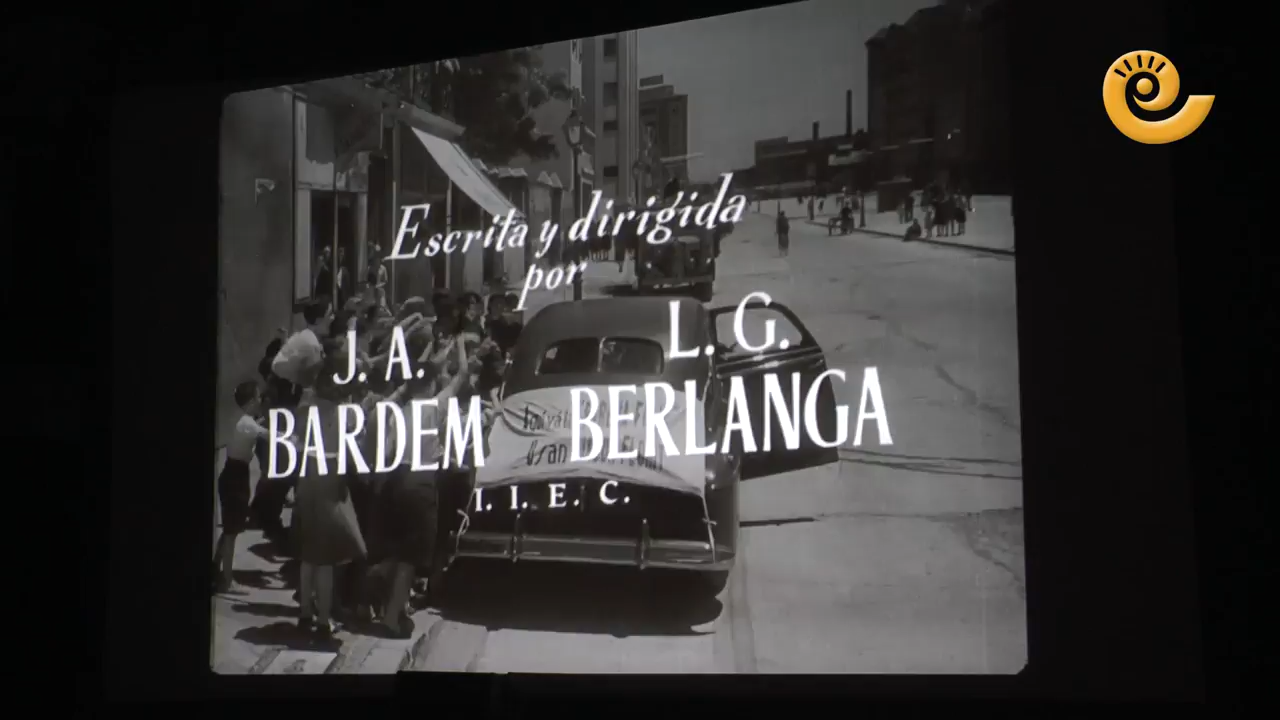 Escrita y dirigida
por
J. A.
BARDEM
L. G.
BERLANGA
I. I. E. C.